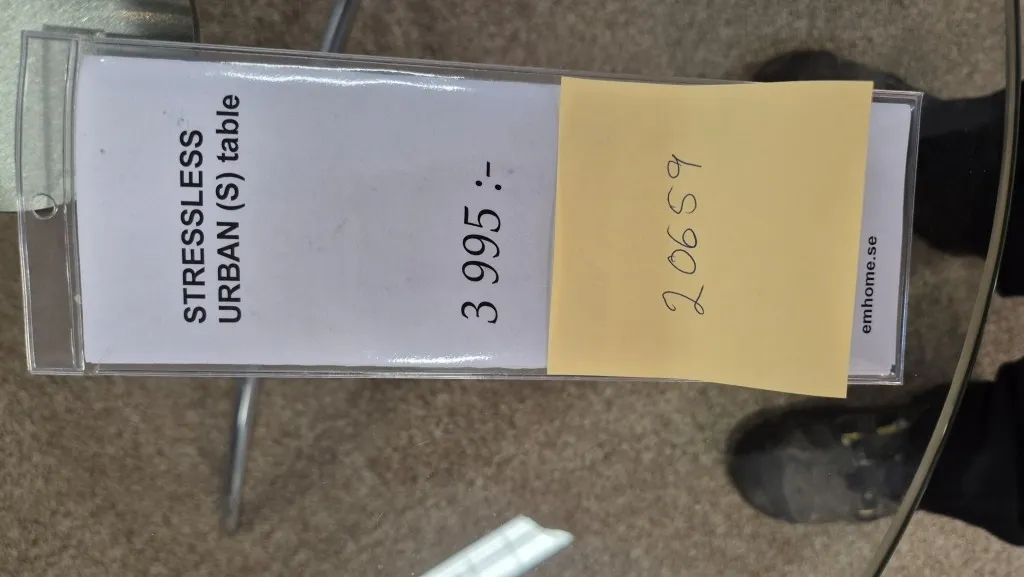 STRESSLESS
URBAN (S) table
3 995 :-
20659
emhome.se